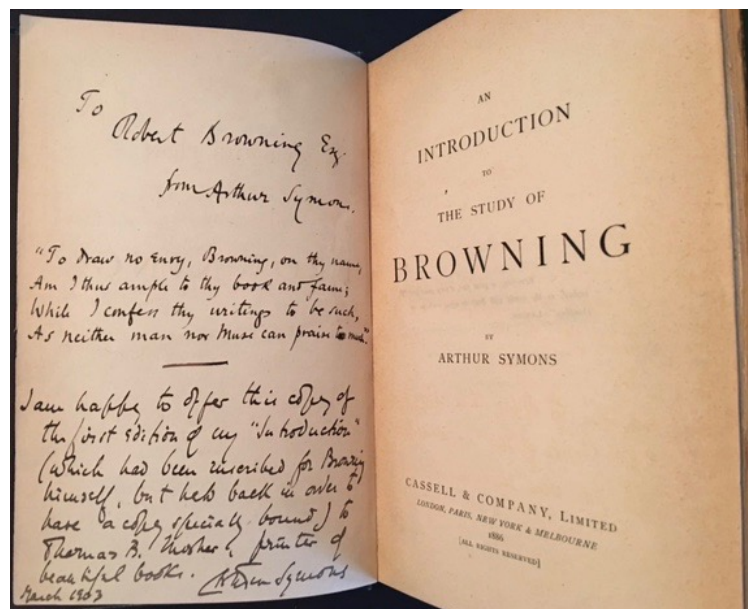 To
Robert Browning Esq.
from Arthur Symons.
"To draw no envy, Browning, on thy name,
Am I thus ample to thy book and fame;
While I confess thy writings to be such,
As neither man nor Muse can praise too much."
I am happy to offer this copy of
the first edition of my "Introduction"
(which had been inscribed for Browning
himself, but held back in order to
have a copy specially bound) to
Thomas B. Mosher, printer of
beautiful books. Arthur Symons
March 1903
AN
INTRODUCTION
TO
THE STUDY OF
BROWNING
BY
ARTHUR SYMONS
CASSELL & COMPANY, LIMITED
LONDON, PARIS, NEW YORK & MELBOURNE
1886
[ALL RIGHTS RESERVED]